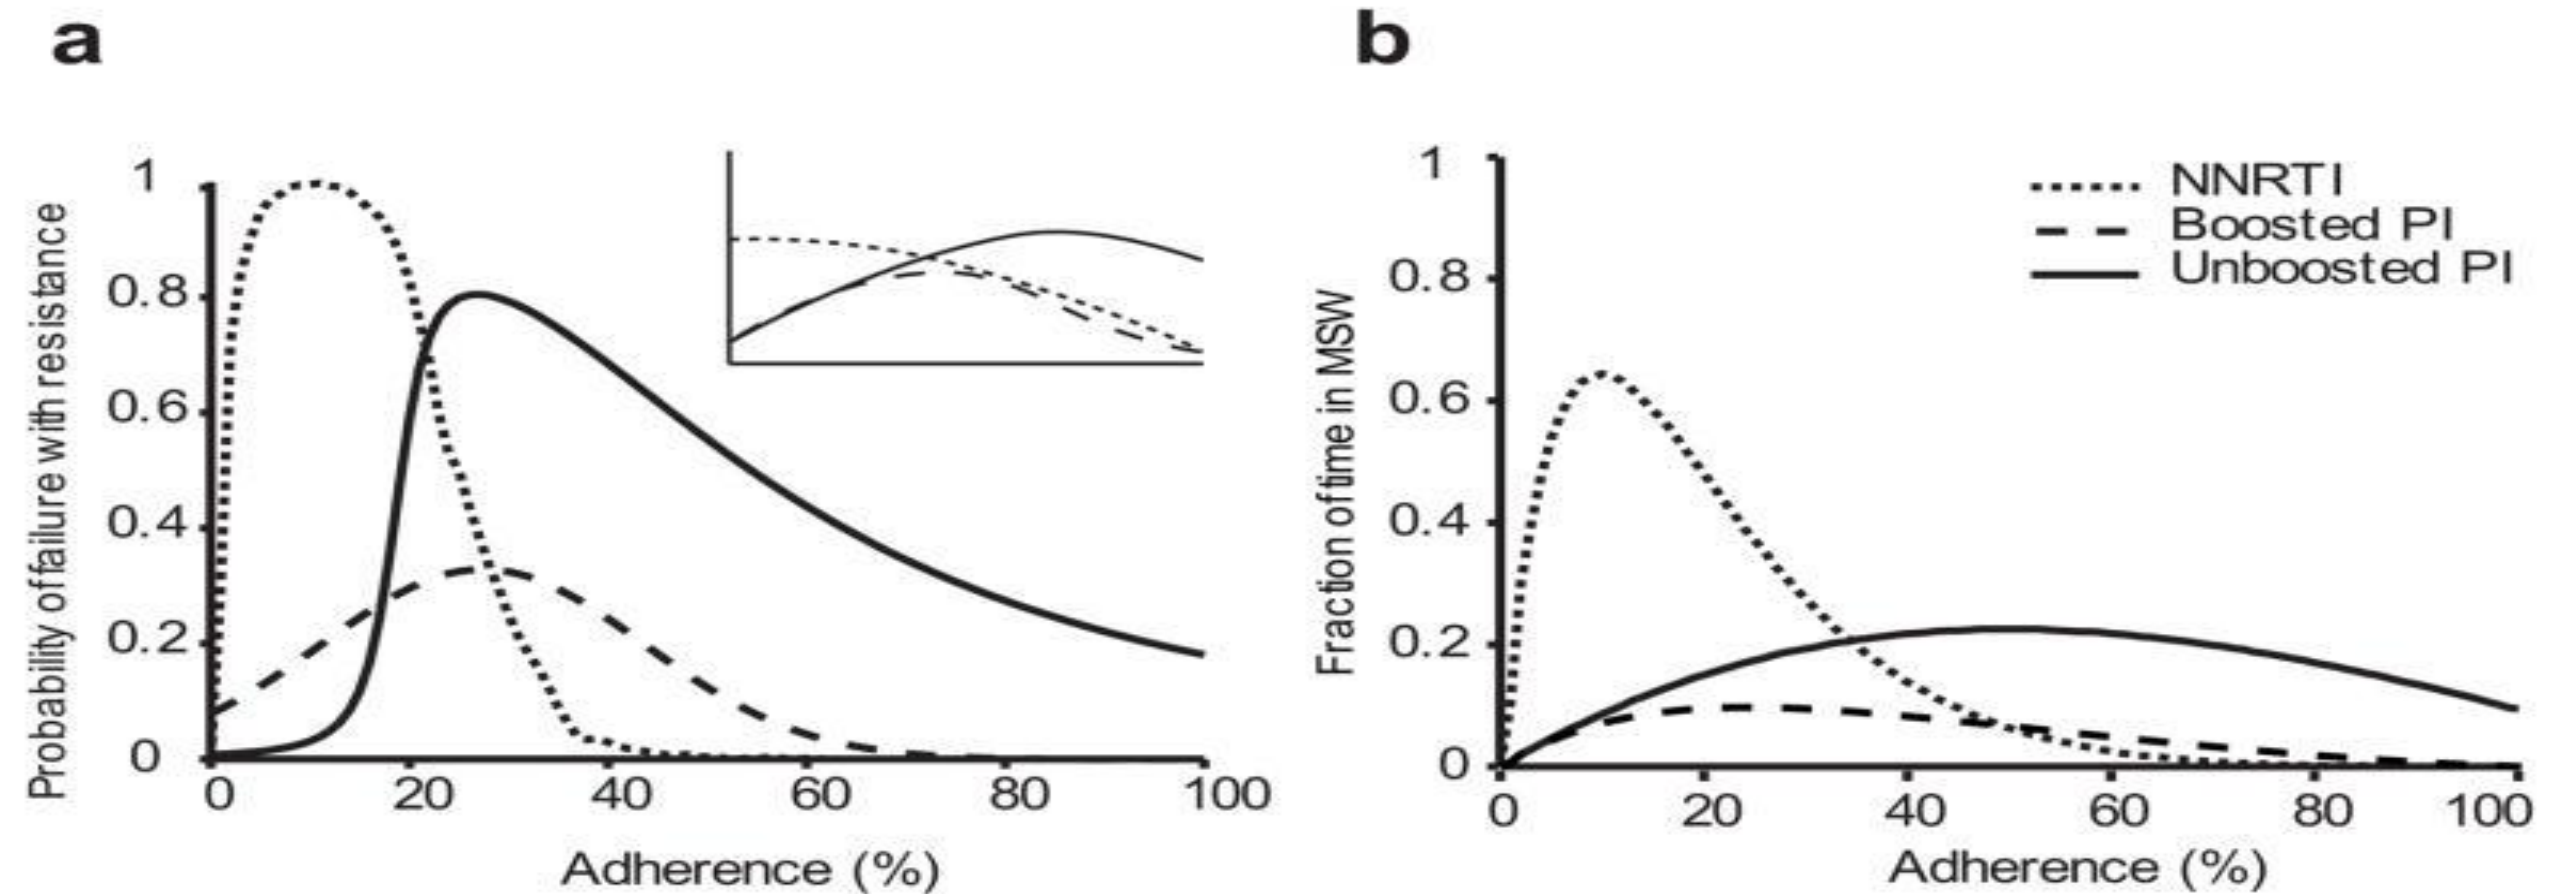 a
Probability of failure with resistance
1
0.8
0.6
0.4
0.2
0
0 20 40 60 80 100
Adherence (%)
b
Fraction of time in MSW
1
0.8
0.6
0.4
0.2
0
0 20 40 60 80 100
Adherence (%)
NNRTI
Boosted PI
Unboosted PI